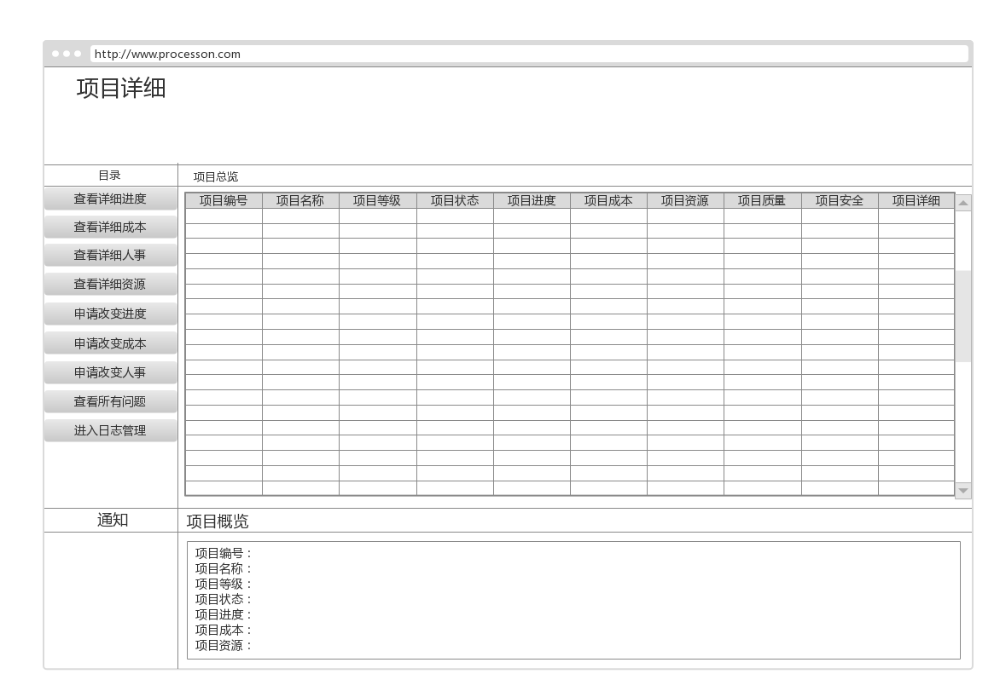 http://www.processon.com
项目详细
目录
项目总览
查看详细进度
查看详细成本
查看详细人事
查看详细资源
申请改变进度
申请改变成本
申请改变人事
查看所有问题
进入日志管理
项目编号 项目名称 项目等级 项目状态 项目进度 项目成本 项目资源 项目质量 项目安全 项目详细
通知
项目概览
项目编号：
项目名称：
项目等级：
项目状态：
项目进度：
项目成本：
项目资源：